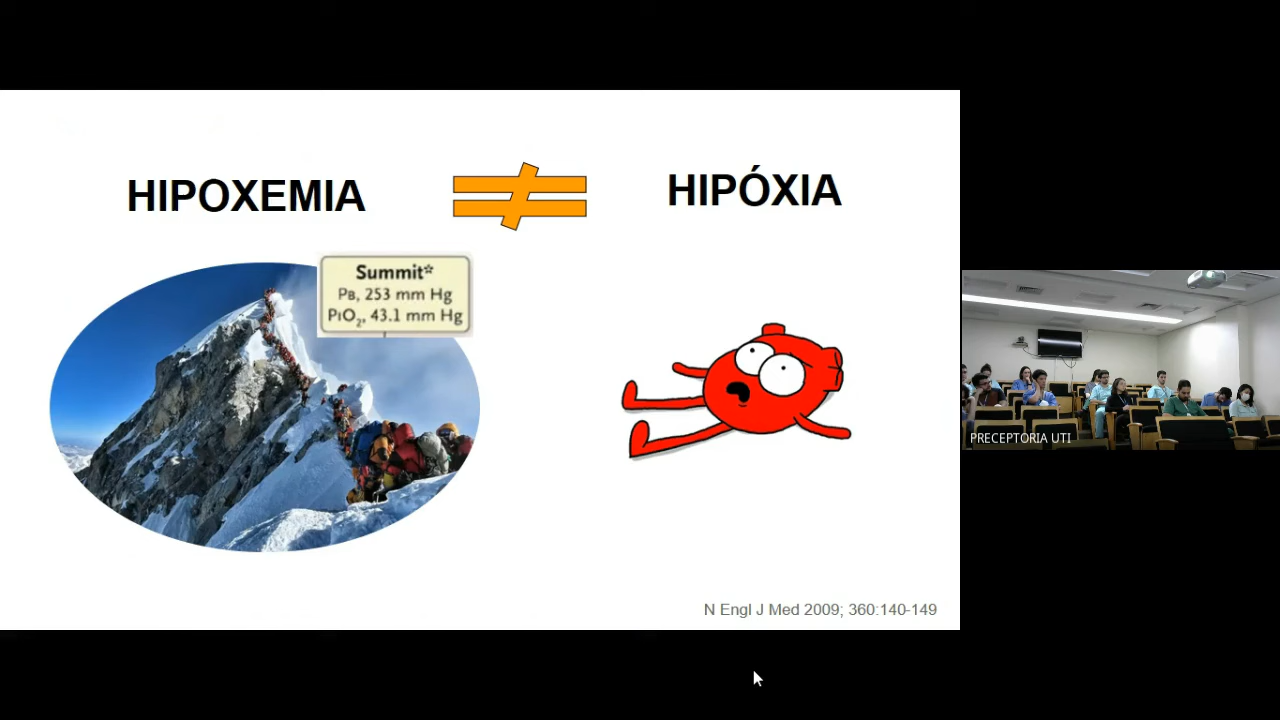 HIPOXEMIA
HIPÓXIA
Summit*
PB, 253 mm Hg
PIO2, 43.1 mm Hg
N Engl J Med 2009; 360:140-149
PRECEPTORIA UTI